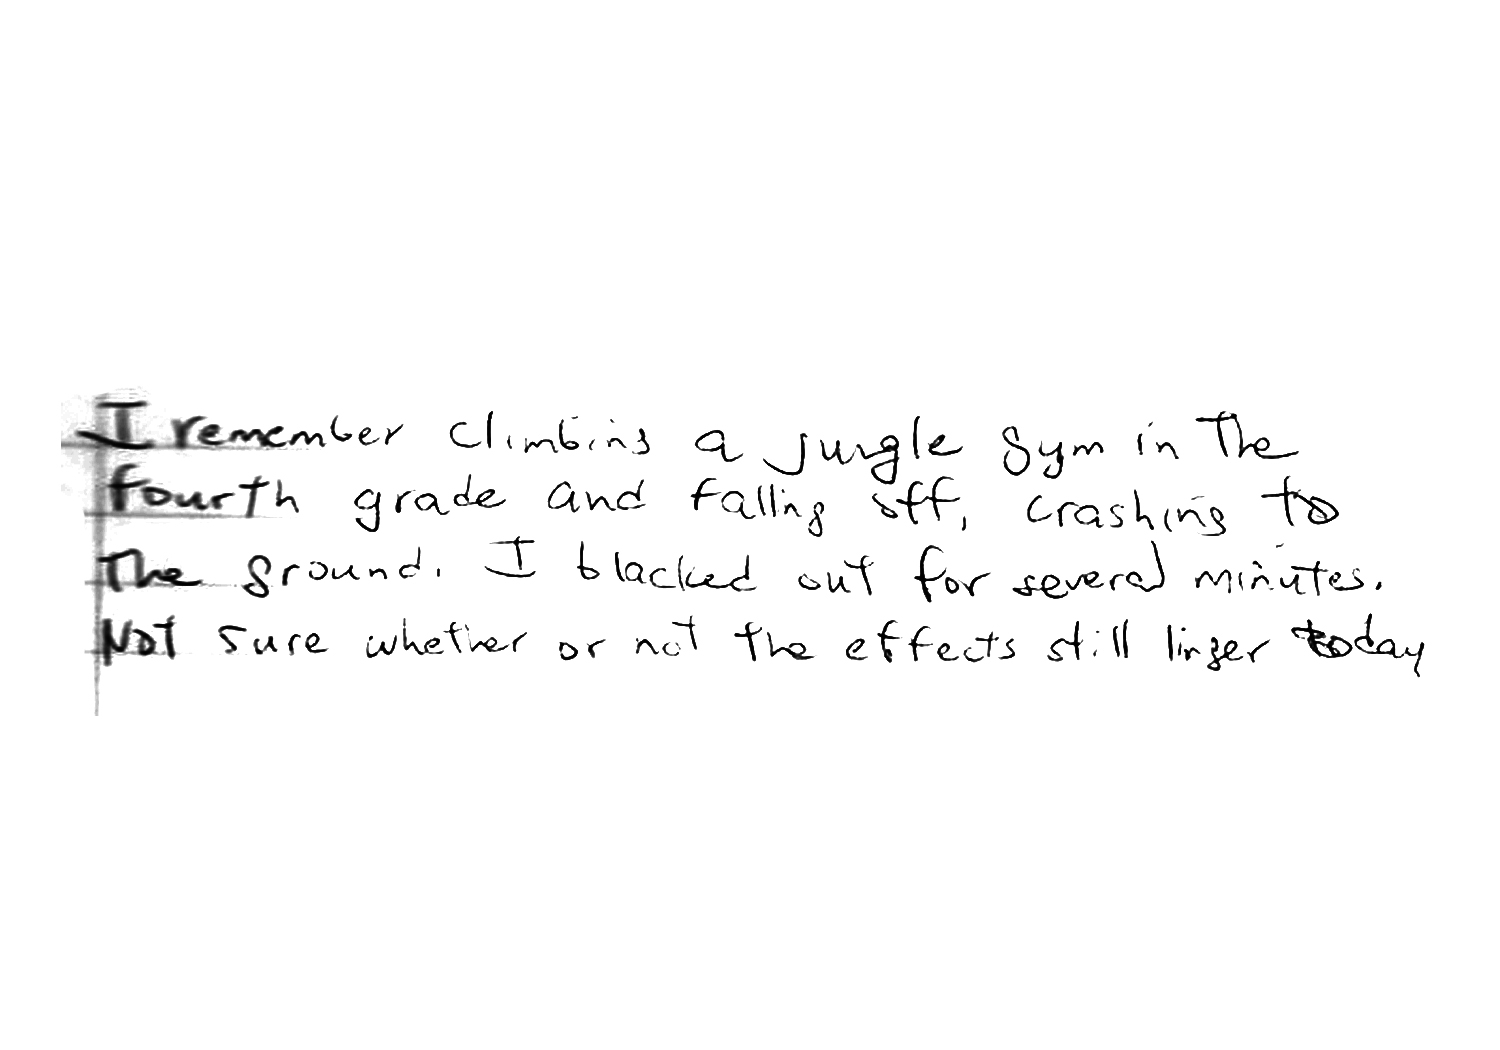 I remember climbing a jungle gym in the
fourth grade and falling off, crashing to
the ground. I blacked out for several minutes.
Not sure whether or not the effects still linger today